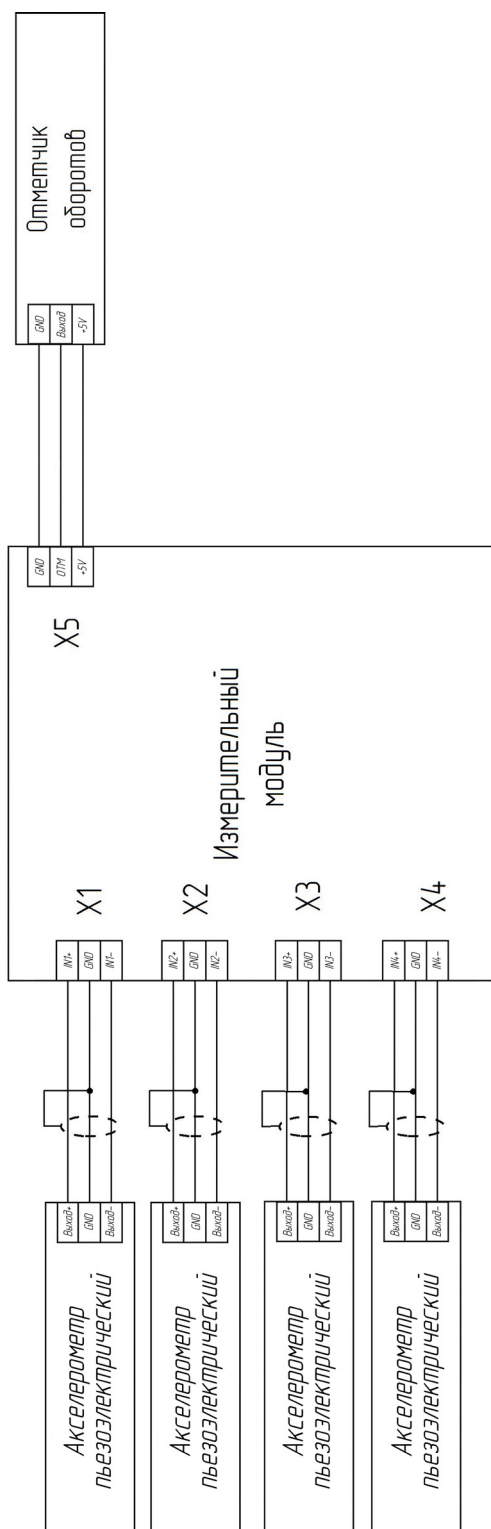 Отметчик
оборотов
GND
Выход
+5V
GND
ОТМ
+5V
X5
Измерительный
модуль
X1
IN1+
GND
IN1-
X2
IN2+
GND
IN2-
X3
IN3+
GND
IN3-
X4
IN4+
GND
IN4-
Выход+
GND
Выход-
Акселерометр
пьезоэлектрический
Выход+
GND
Выход-
Акселерометр
пьезоэлектрический
Выход+
GND
Выход-
Акселерометр
пьезоэлектрический
Выход+
GND
Выход-
Акселерометр
пьезоэлектрический